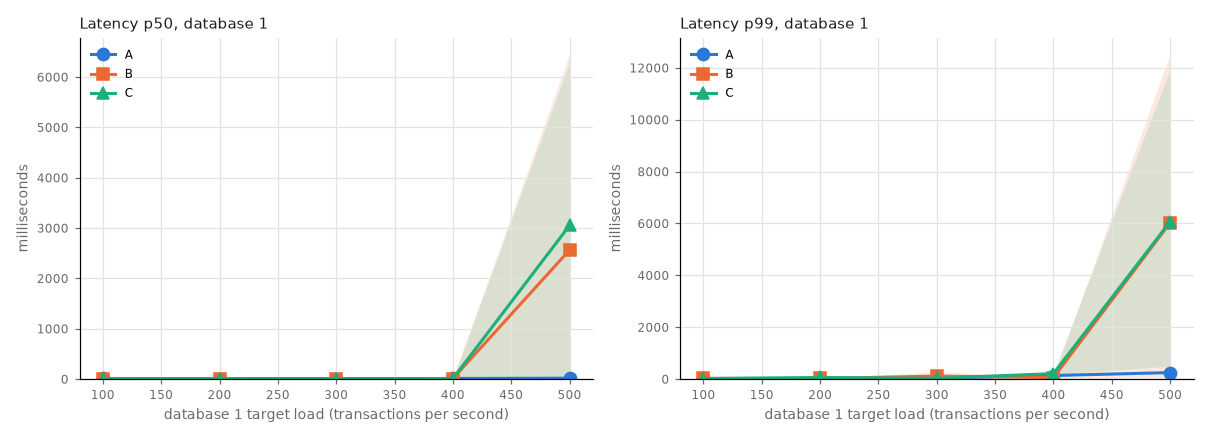 Latency p50, database 1
A
B
C
6000
5000
4000
3000
2000
1000
0
milliseconds
100 150 200 250 300 350 400 450 500
database 1 target load (transactions per second)
Latency p99, database 1
A
B
C
12000
10000
8000
6000
4000
2000
0
milliseconds
100 150 200 250 300 350 400 450 500
database 1 target load (transactions per second)